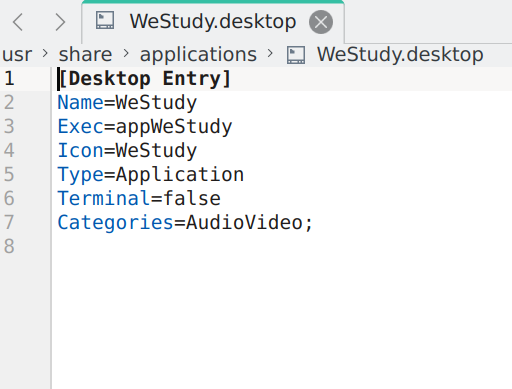 WeStudy.desktop
usr > share > applications > WeStudy.desktop
1 [Desktop Entry]
2 Name=WeStudy
3 Exec=appWeStudy
4 Icon=WeStudy
5 Type=Application
6 Terminal=false
7 Categories=AudioVideo;
8